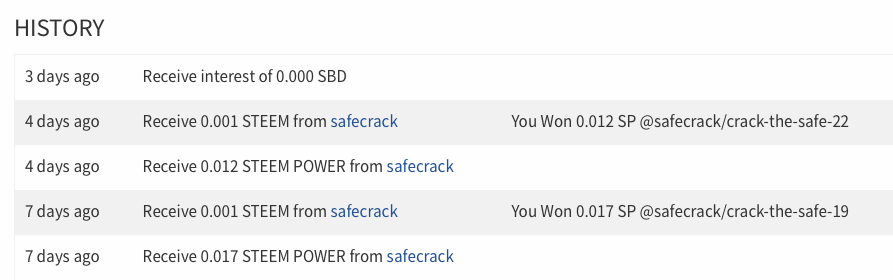 HISTORY
3 days ago Receive interest of 0.000 SBD
4 days ago Receive 0.001 STEEM from safecrack You Won 0.012 SP @safecrack/crack-the-safe-22
4 days ago Receive 0.012 STEEM POWER from safecrack
7 days ago Receive 0.001 STEEM from safecrack You Won 0.017 SP @safecrack/crack-the-safe-19
7 days ago Receive 0.017 STEEM POWER from safecrack